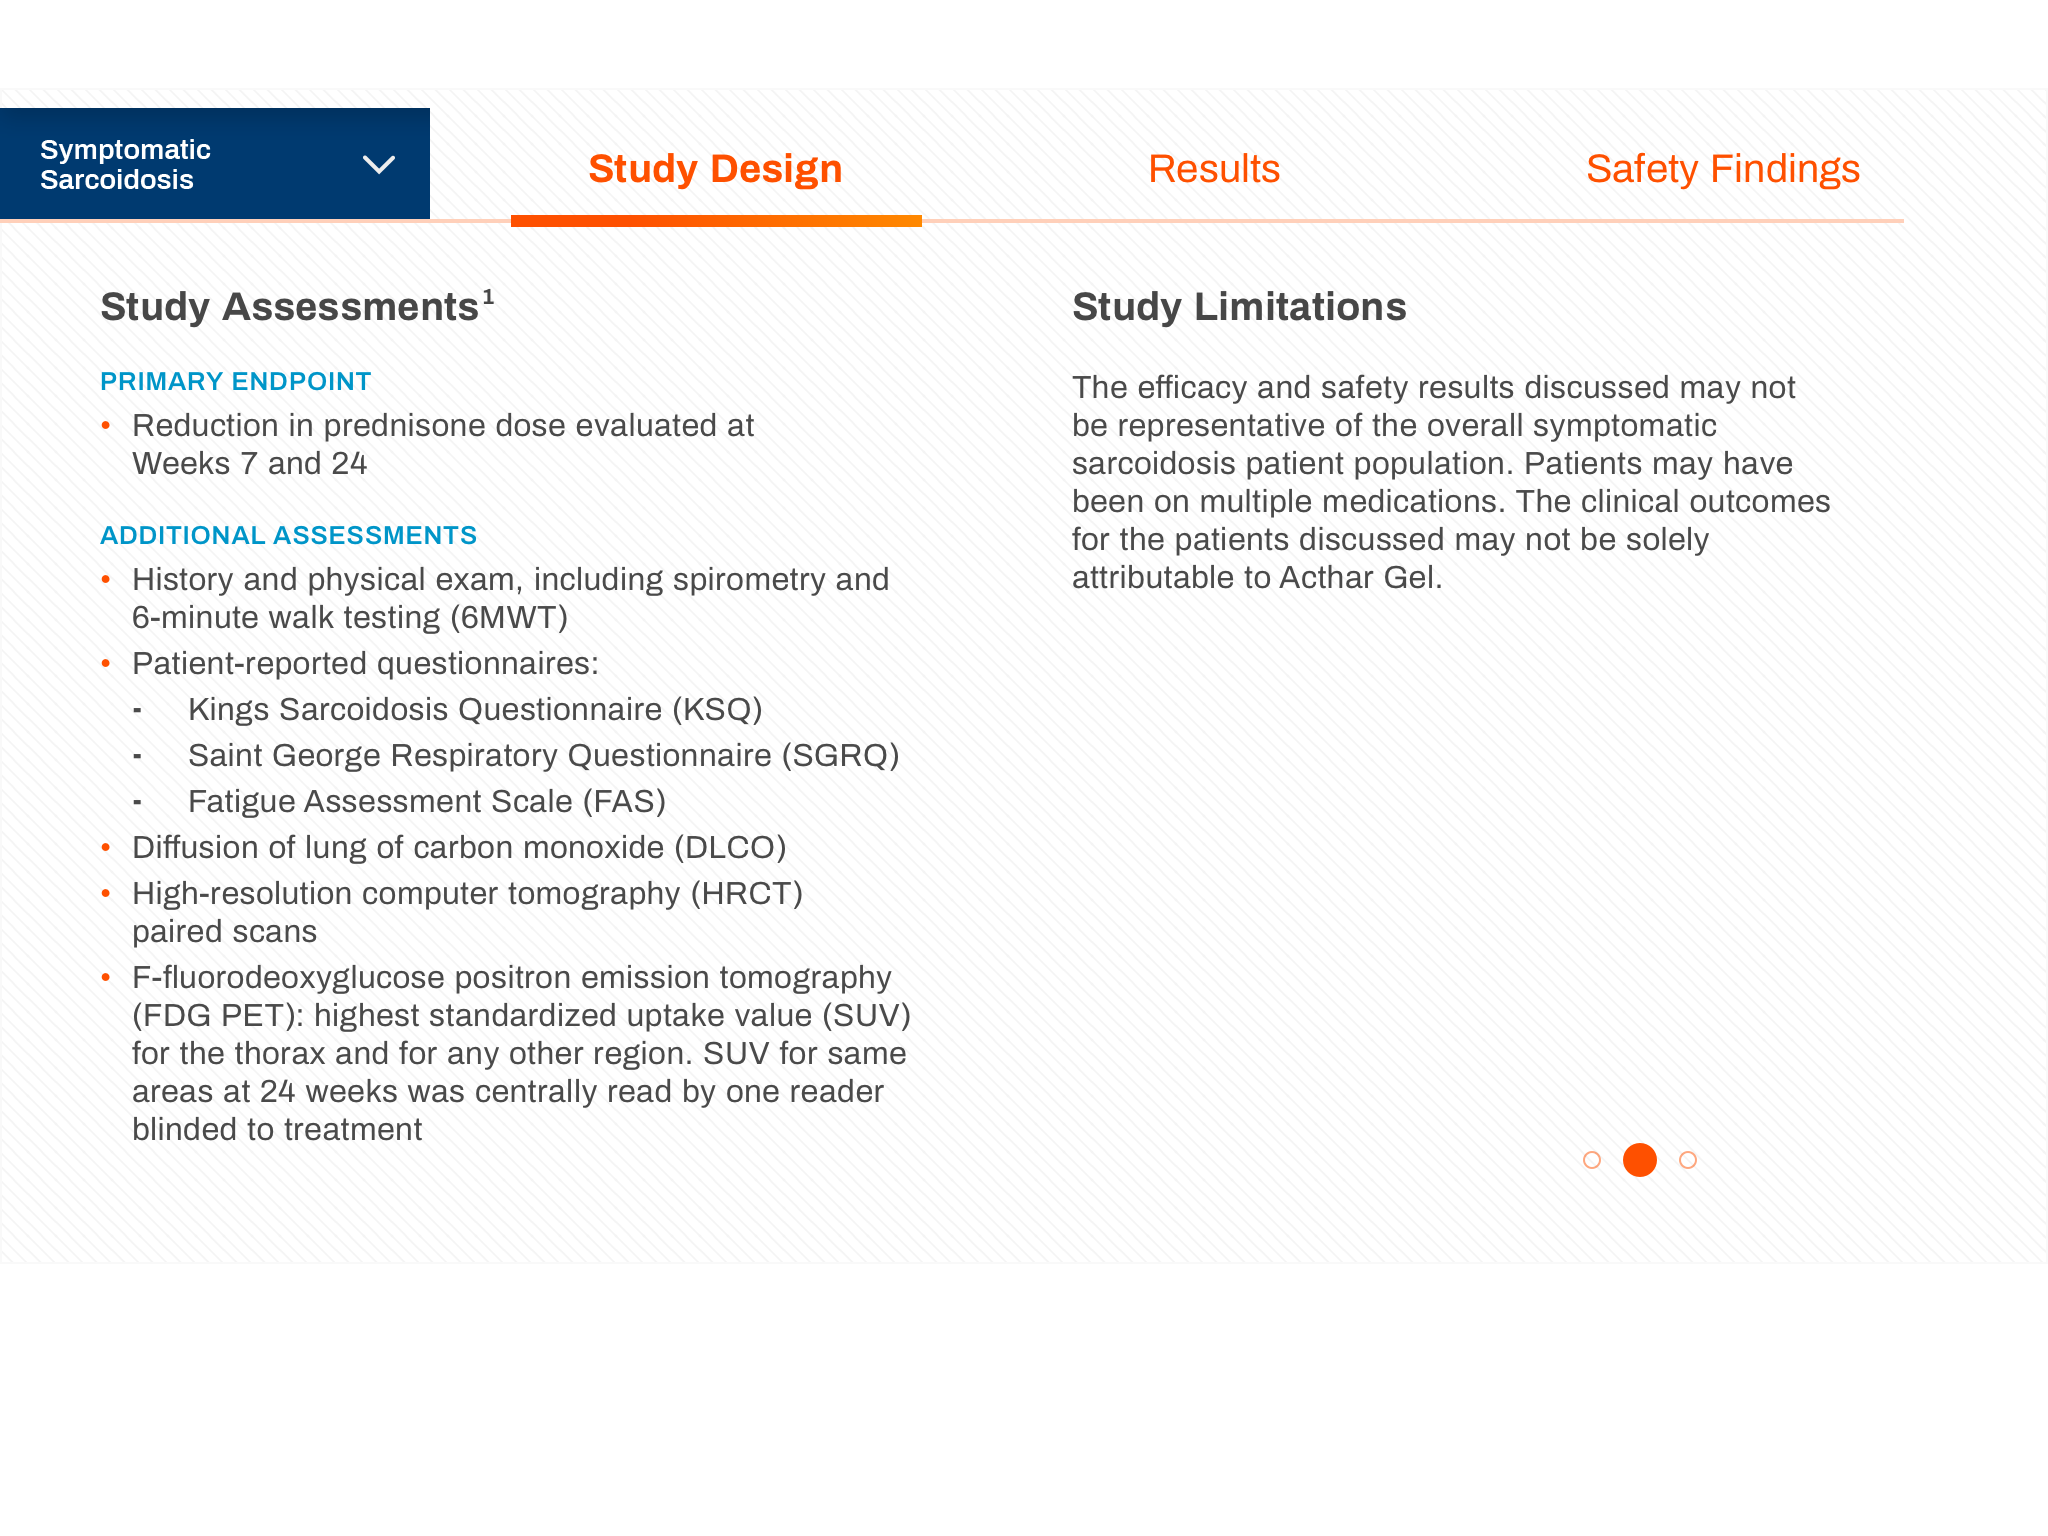 Symptomatic
Sarcoidosis
Study Design
Results
Safety Findings
Study Assessments¹
PRIMARY ENDPOINT
• Reduction in prednisone dose evaluated at
Weeks 7 and 24
ADDITIONAL ASSESSMENTS
• History and physical exam, including spirometry and
6-minute walk testing (6MWT)
• Patient-reported questionnaires:
- Kings Sarcoidosis Questionnaire (KSQ)
- Saint George Respiratory Questionnaire (SGRQ)
- Fatigue Assessment Scale (FAS)
• Diffusion of lung of carbon monoxide (DLCO)
• High-resolution computer tomography (HRCT)
paired scans
• F-fluorodeoxyglucose positron emission tomography
(FDG PET): highest standardized uptake value (SUV)
for the thorax and for any other region. SUV for same
areas at 24 weeks was centrally read by one reader
blinded to treatment
Study Limitations
The efficacy and safety results discussed may not
be representative of the overall symptomatic
sarcoidosis patient population. Patients may have
been on multiple medications. The clinical outcomes
for the patients discussed may not be solely
attributable to Acthar Gel.